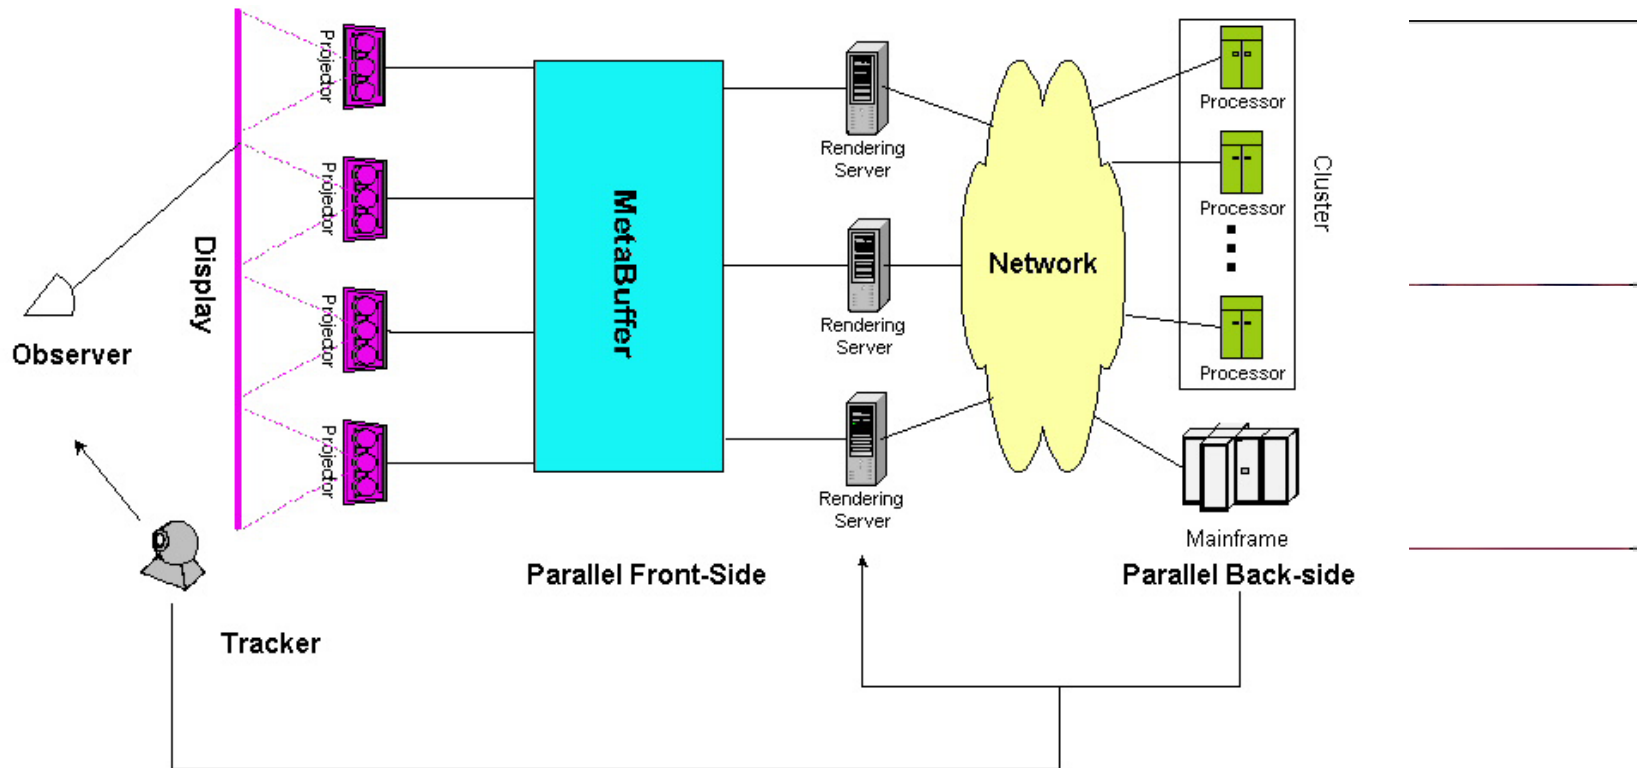 Projector
Projector
Projector
Projector
Display
Observer
Tracker
MetaBuffer
Rendering
Server
Rendering
Server
Rendering
Server
Network
Processor
Processor
Processor
Cluster
Mainframe
Parallel Front-Side
Parallel Back-side